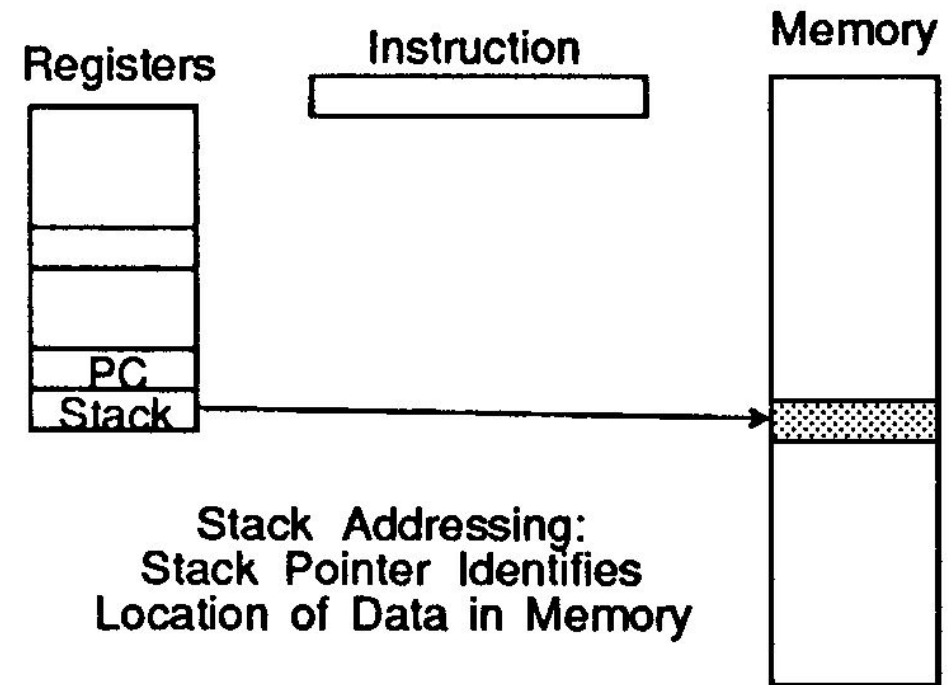 Registers
Instruction
Memory
PC
Stack
Stack Addressing:
Stack Pointer Identifies
Location of Data in Memory